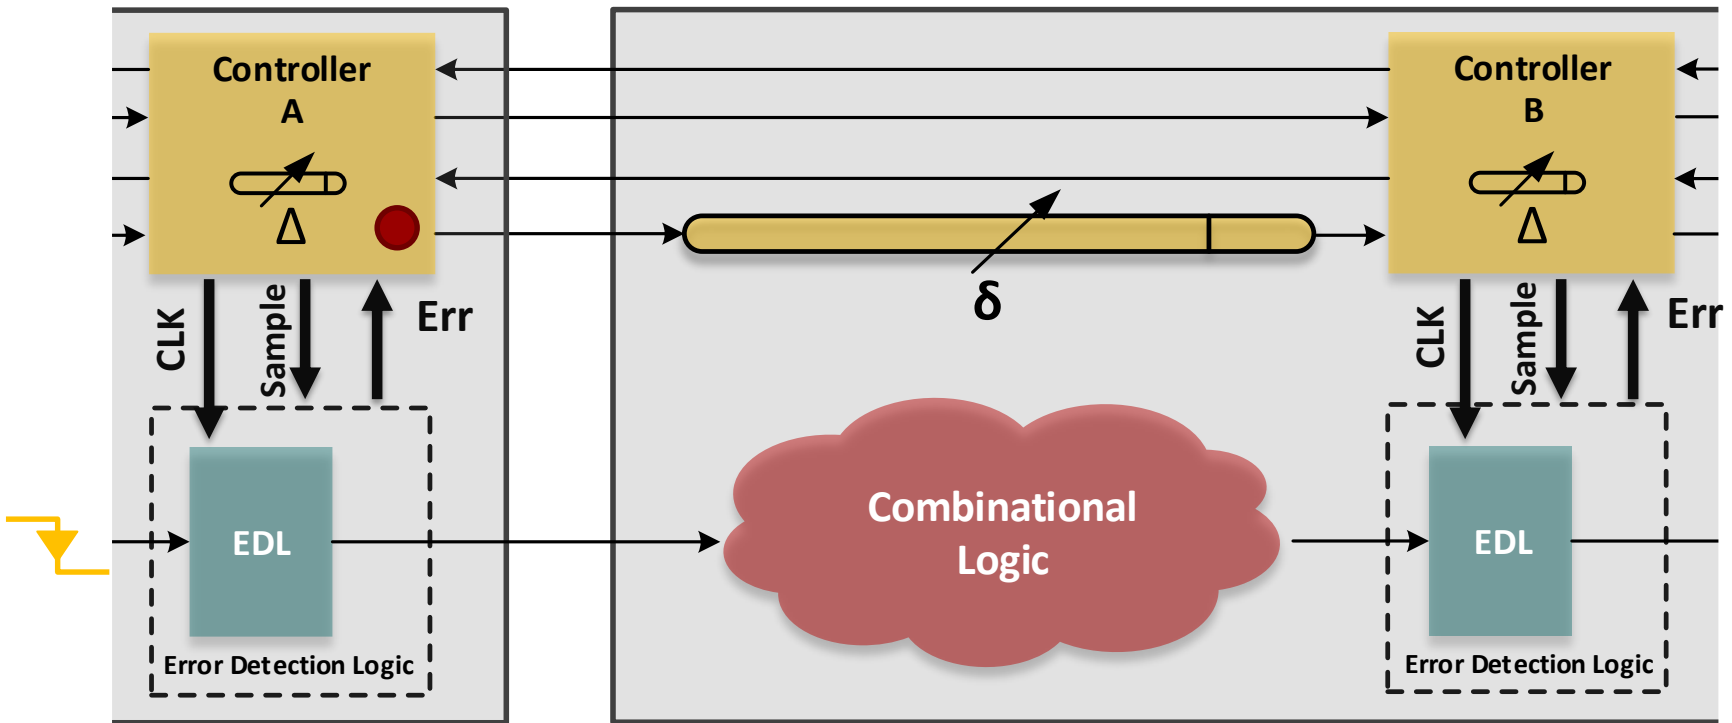 Controller
A
Δ
CLK
Sample
Err
EDL
Error Detection Logic
δ
Combinational
Logic
Controller
B
Δ
CLK
Sample
Err
EDL
Error Detection Logic